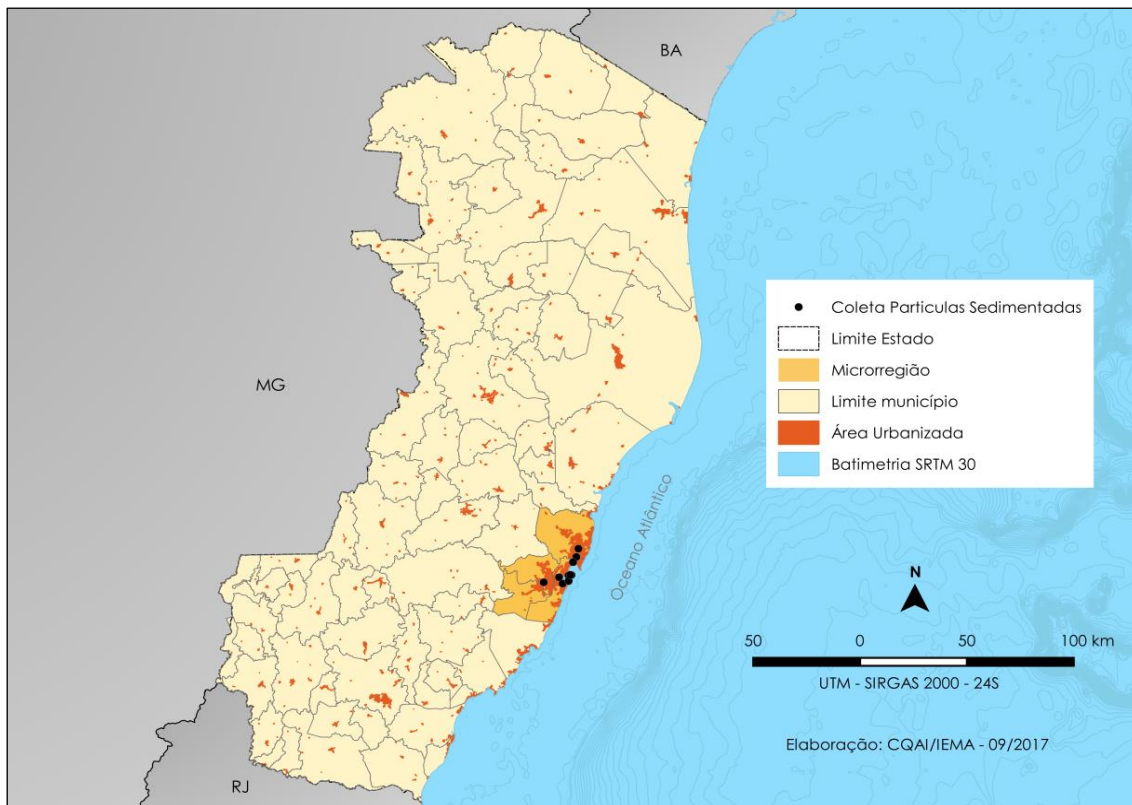 BA
MG
Coleta Particulas Sedimentadas
Limite Estado
Microrregião
Limite município
Área Urbanizada
Batimetria SRTM 30
Oceano Atlântico
N
50 0 50 100 km
UTM - SIRGAS 2000 - 24S
Elaboração: CQAI/IEMA - 09/2017
RJ